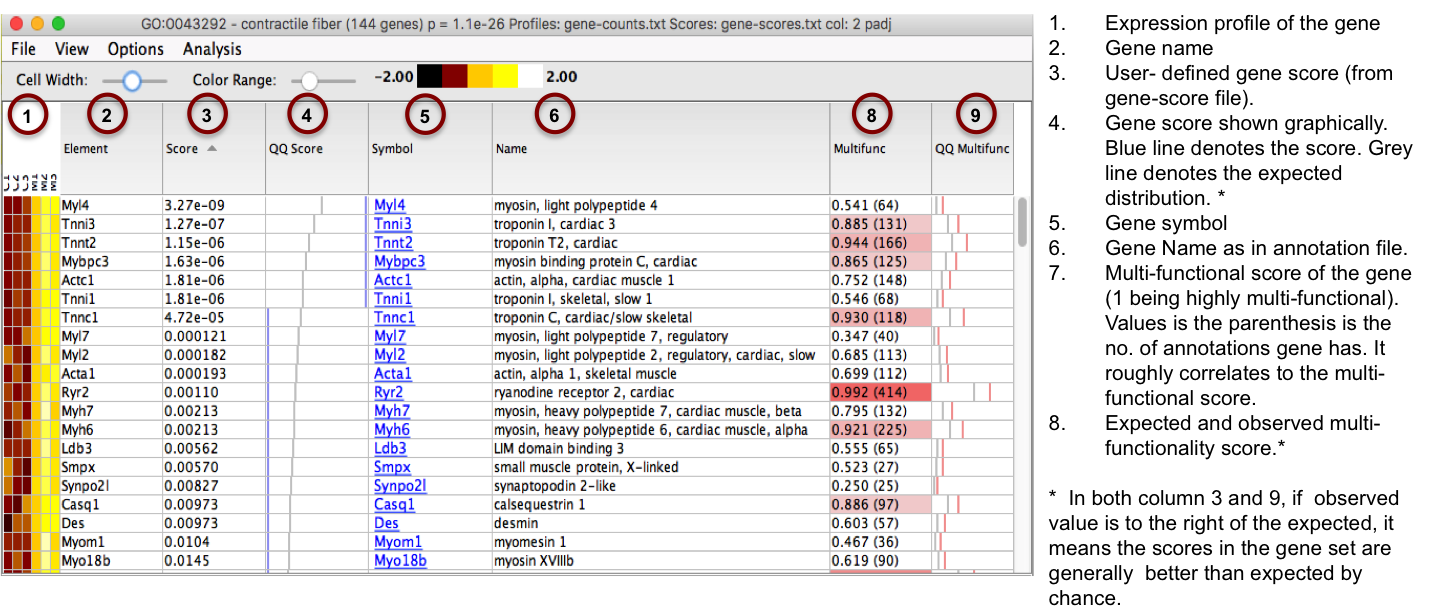 GO:0043292 - contractile fiber (144 genes) p = 1.1e-26 Profiles: gene-counts.txt Scores: gene-scores.txt col: 2 padj
File View Options Analysis
Cell Width: Color Range: −2.00 2.00
1 2 3 4 5 6 8 9
Element Score QQ Score Symbol Name Multifunc QQ Multifunc
Myl4 3.27e-09 Myl4 myosin, light polypeptide 4 0.541 (64)
Tnni3 1.27e-07 Tnni3 troponin I, cardiac 3 0.885 (131)
Tnnt2 1.15e-06 Tnnt2 troponin T2, cardiac 0.944 (166)
Mybpc3 1.63e-06 Mybpc3 myosin binding protein C, cardiac 0.865 (125)
Actc1 1.81e-06 Actc1 actin, alpha, cardiac muscle 1 0.752 (148)
Tnni1 1.81e-06 Tnni1 troponin I, skeletal, slow 1 0.546 (68)
Tnnc1 4.72e-05 Tnnc1 troponin C, cardiac/slow skeletal 0.930 (118)
Myl7 0.000121 Myl7 myosin, light polypeptide 7, regulatory 0.347 (40)
Myl2 0.000182 Myl2 myosin, light polypeptide 2, regulatory, cardiac, slow 0.685 (113)
Acta1 0.000193 Acta1 actin, alpha 1, skeletal muscle 0.699 (112)
Ryr2 0.00110 Ryr2 ryanodine receptor 2, cardiac 0.992 (414)
Myh7 0.00213 Myh7 myosin, heavy polypeptide 7, cardiac muscle, beta 0.795 (132)
Myh6 0.00213 Myh6 myosin, heavy polypeptide 6, cardiac muscle, alpha 0.921 (225)
Ldb3 0.00562 Ldb3 LIM domain binding 3 0.555 (65)
Smpx 0.00570 Smpx small muscle protein, X-linked 0.523 (27)
Synpo2l 0.00827 Synpo2l synaptopodin 2-like 0.250 (25)
Casq1 0.00973 Casq1 calsequestrin 1 0.886 (97)
Des 0.00973 Des desmin 0.603 (57)
Myom1 0.0104 Myom1 myomesin 1 0.467 (36)
Myo18b 0.0145 Myo18b myosin XVIIIb 0.619 (90)
1. Expression profile of the gene
2. Gene name
3. User- defined gene score (from
gene-score file).
4. Gene score shown graphically.
Blue line denotes the score. Grey
line denotes the expected
distribution. *
5. Gene symbol
6. Gene Name as in annotation file.
7. Multi-functional score of the gene
(1 being highly multi-functional).
Values is the parenthesis is the
no. of annotations gene has. It
roughly correlates to the multi-
functional score.
8. Expected and observed multi-
functionality score.*
* In both column 3 and 9, if observed
value is to the right of the expected, it
means the scores in the gene set are
generally better than expected by
chance.